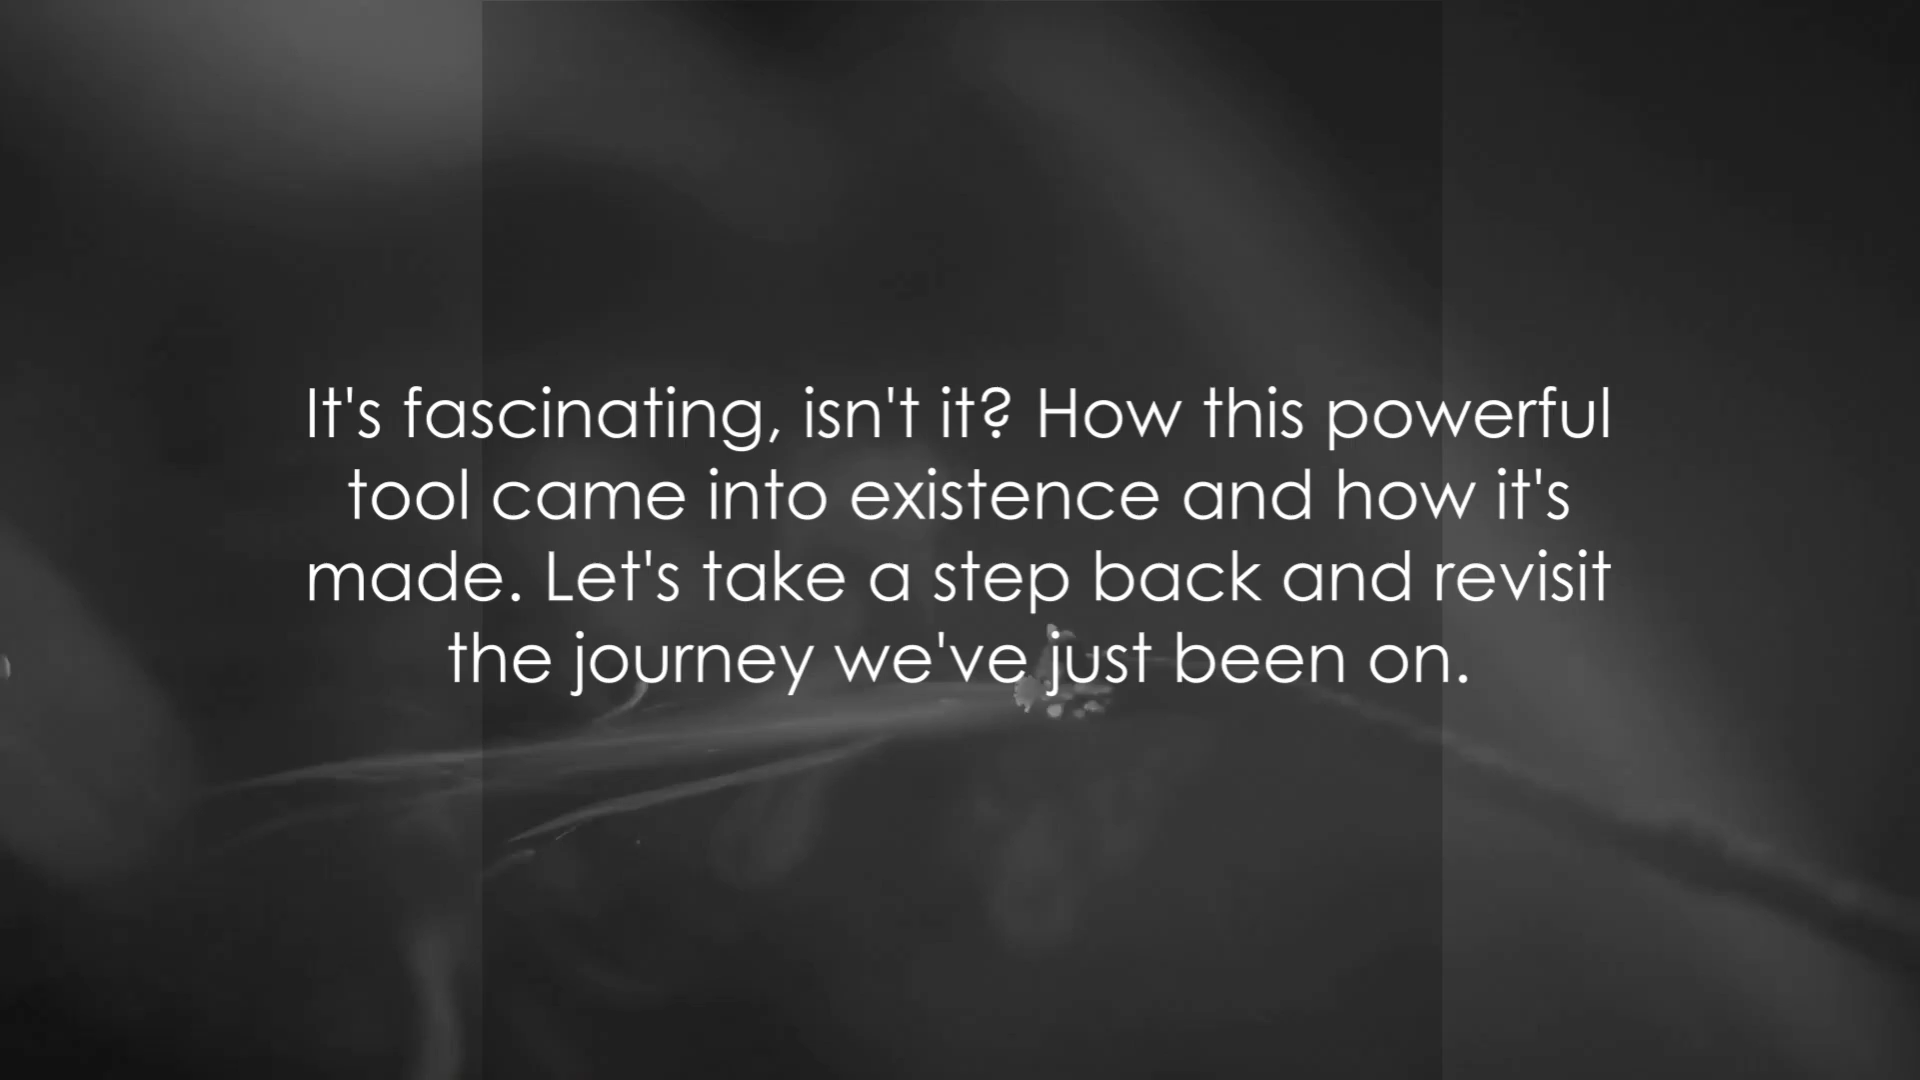 It's fascinating, isn't it? How this powerful
tool came into existence and how it's
made. Let's take a step back and revisit
the journey we've just been on.